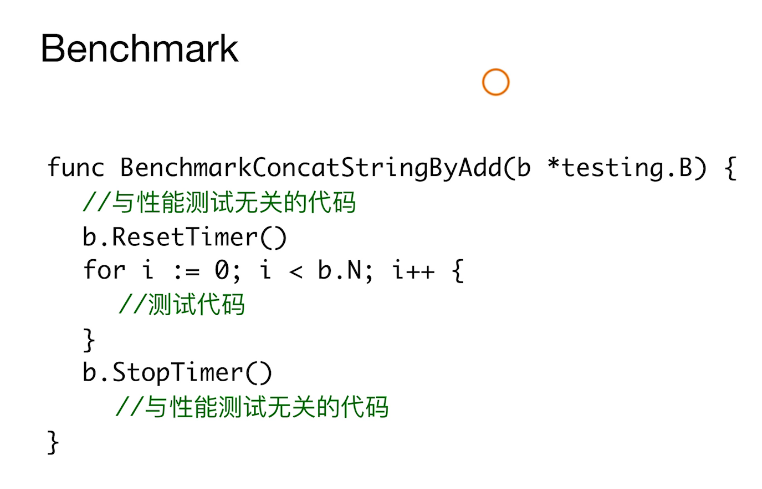 Benchmark
func BenchmarkConcatStringByAdd(b *testing.B) {
//与性能测试无关的代码
b.ResetTimer()
for i := 0; i < b.N; i++ {
//测试代码
}
b.StopTimer()
//与性能测试无关的代码
}